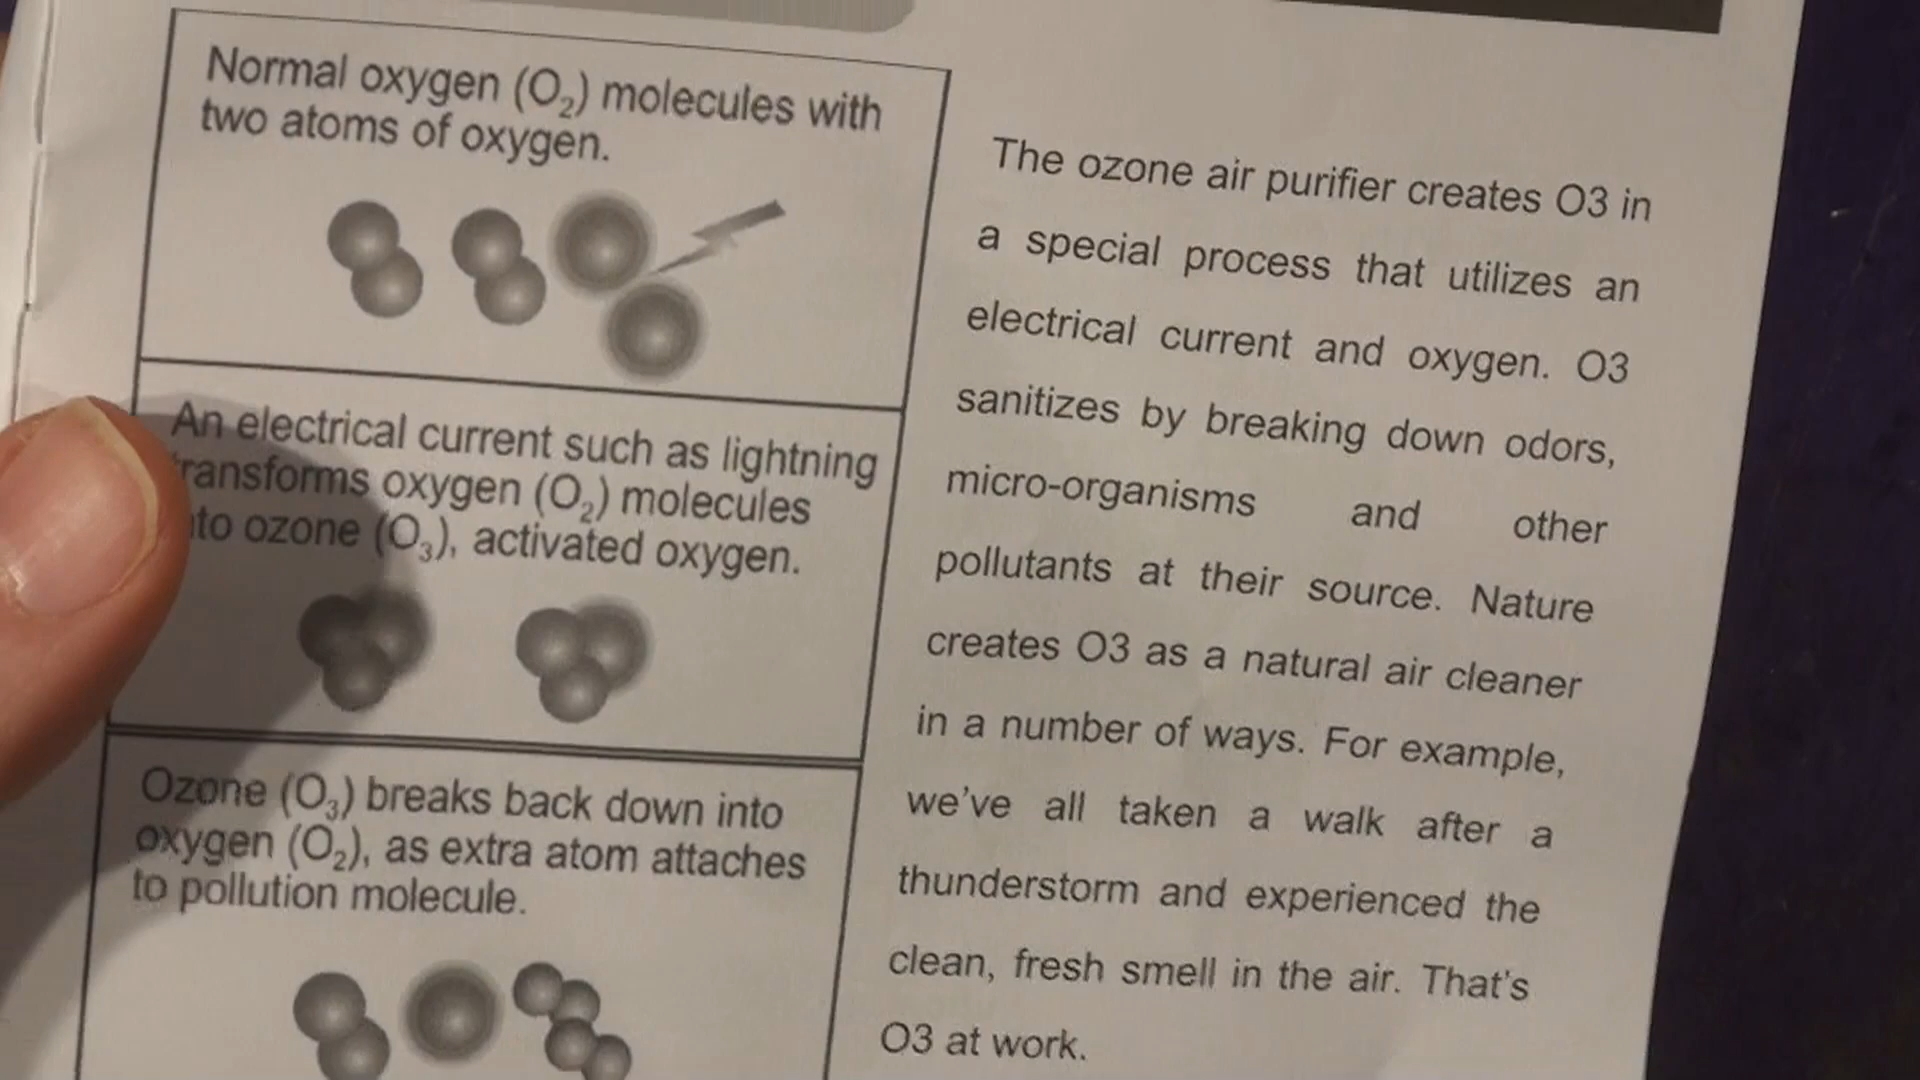 Normal oxygen (O₂) molecules with
two atoms of oxygen.
An electrical current such as lightning
ransforms oxygen (O₂) molecules
to ozone (O₃), activated oxygen.
Ozone (O₃) breaks back down into
oxygen (O₂), as extra atom attaches
to pollution molecule.
The ozone air purifier creates O3 in
a special process that utilizes an
electrical current and oxygen. O3
sanitizes by breaking down odors,
micro-organisms and other
pollutants at their source. Nature
creates O3 as a natural air cleaner
in a number of ways. For example,
we've all taken a walk after a
thunderstorm and experienced the
clean, fresh smell in the air. That's
O3 at work.